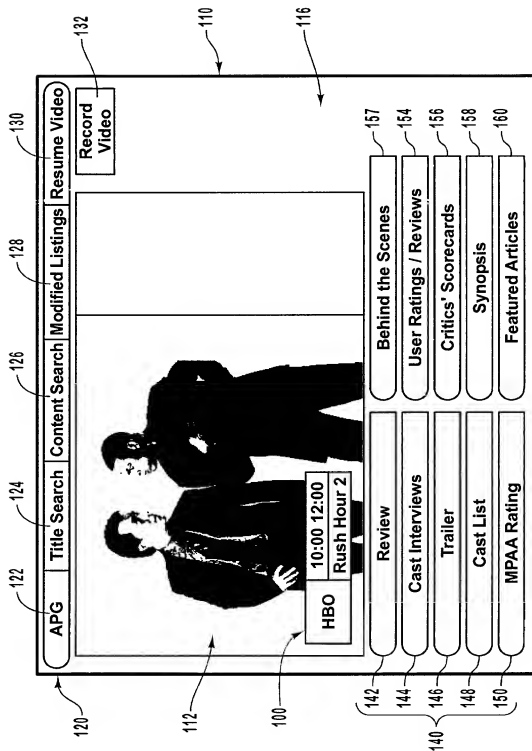 120
122
124
126
128
130
APG
Title Search
Content Search
Modified Listings
Resume Video
Record
Video
132
110
116
112
100
HBO
10:00 12:00
Rush Hour 2
140
142
Review
Behind the Scenes
157
144
Cast Interviews
User Ratings / Reviews
154
146
Trailer
Critics' Scorecards
156
148
Cast List
Synopsis
158
150
MPAA Rating
Featured Articles
160